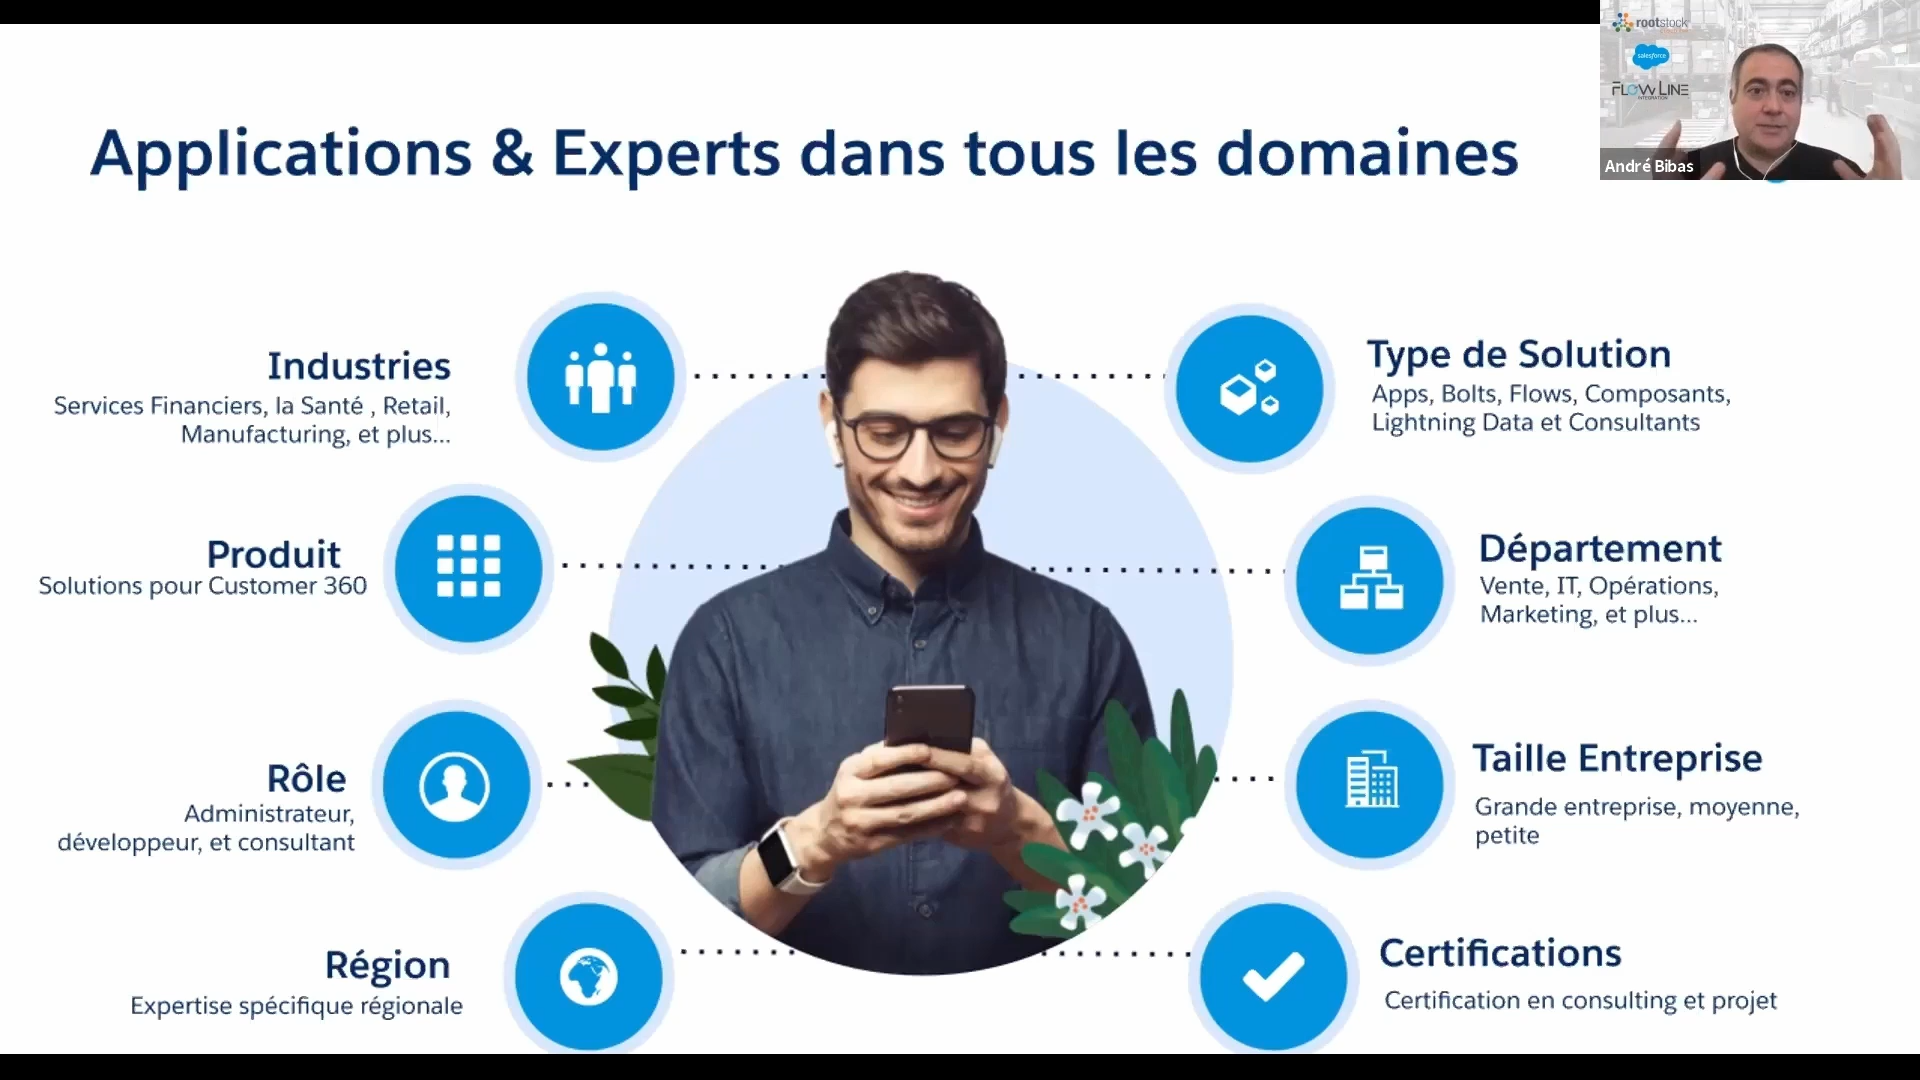 Applications & Experts dans tous les domaines
rootstock
salesforce
FLOWLINE
INTEGRATION
André Bibas
Industries
Services Financiers, la Santé , Retail,
Manufacturing, et plus...
Produit
Solutions pour Customer 360
Rôle
Administrateur,
développeur, et consultant
Région
Expertise spécifique régionale
Type de Solution
Apps, Bolts, Flows, Composants,
Lightning Data et Consultants
Département
Vente, IT, Opérations,
Marketing, et plus...
Taille Entreprise
Grande entreprise, moyenne,
petite
Certifications
Certification en consulting et projet